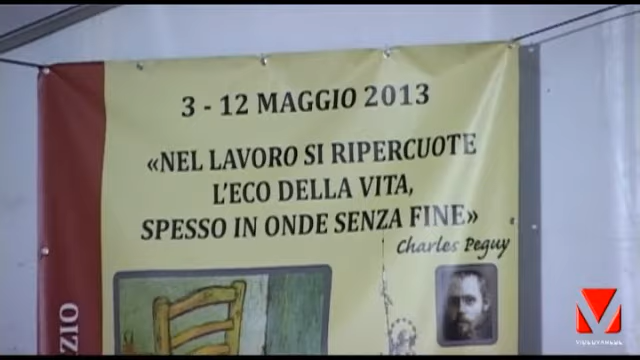 3 - 12 MAGGIO 2013
«NEL LAVORO SI RIPERCUOTE
L'ECO DELLA VITA,
SPESSO IN ONDE SENZA FINE»
Charles Peguy
ZIO